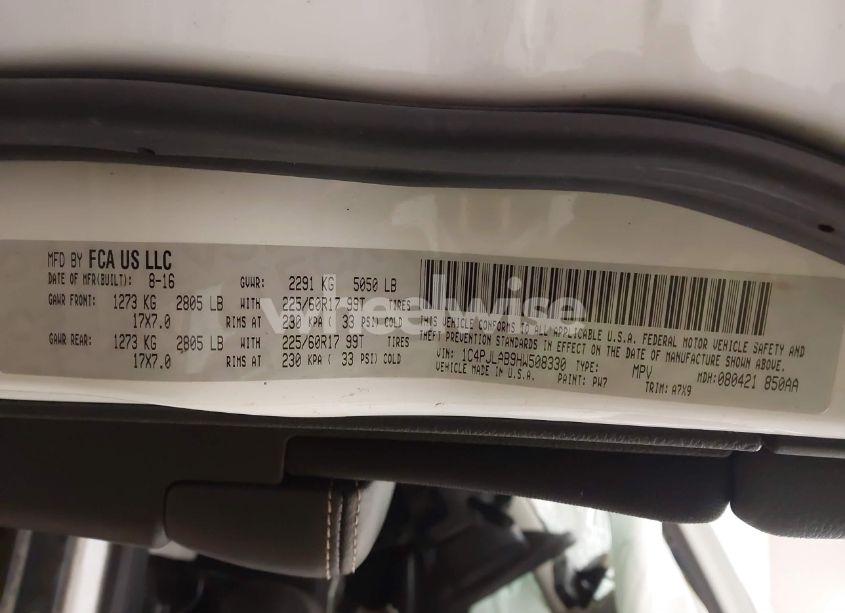 MFD BY FCA US LLC
DATE OF MFR(BUILT): 8-16 GVWR: 2291 KG 5050 LB
GAWR FRONT: 1273 KG 2805 LB WITH 225/60R17 99T TIRES
17X7.0 RIMS AT 230 KPA ( 33 PSI) COLD
GAWR REAR: 1273 KG 2805 LB WITH 225/60R17 99T TIRES
17X7.0 RIMS AT 230 KPA ( 33 PSI) COLD
THIS VEHICLE CONFORMS TO ALL APPLICABLE U.S.A. FEDERAL MOTOR VEHICLE SAFETY AND
THEFT PREVENTION STANDARDS IN EFFECT ON THE DATE OF MANUFACTURE SHOWN ABOVE.
VIN: 1C4PJLAB9HW508330 TYPE: MPV MDH:080421 850AA
VEHICLE MADE IN U.S.A. PAINT: PW7 TRIM: A7X9
wheelwise